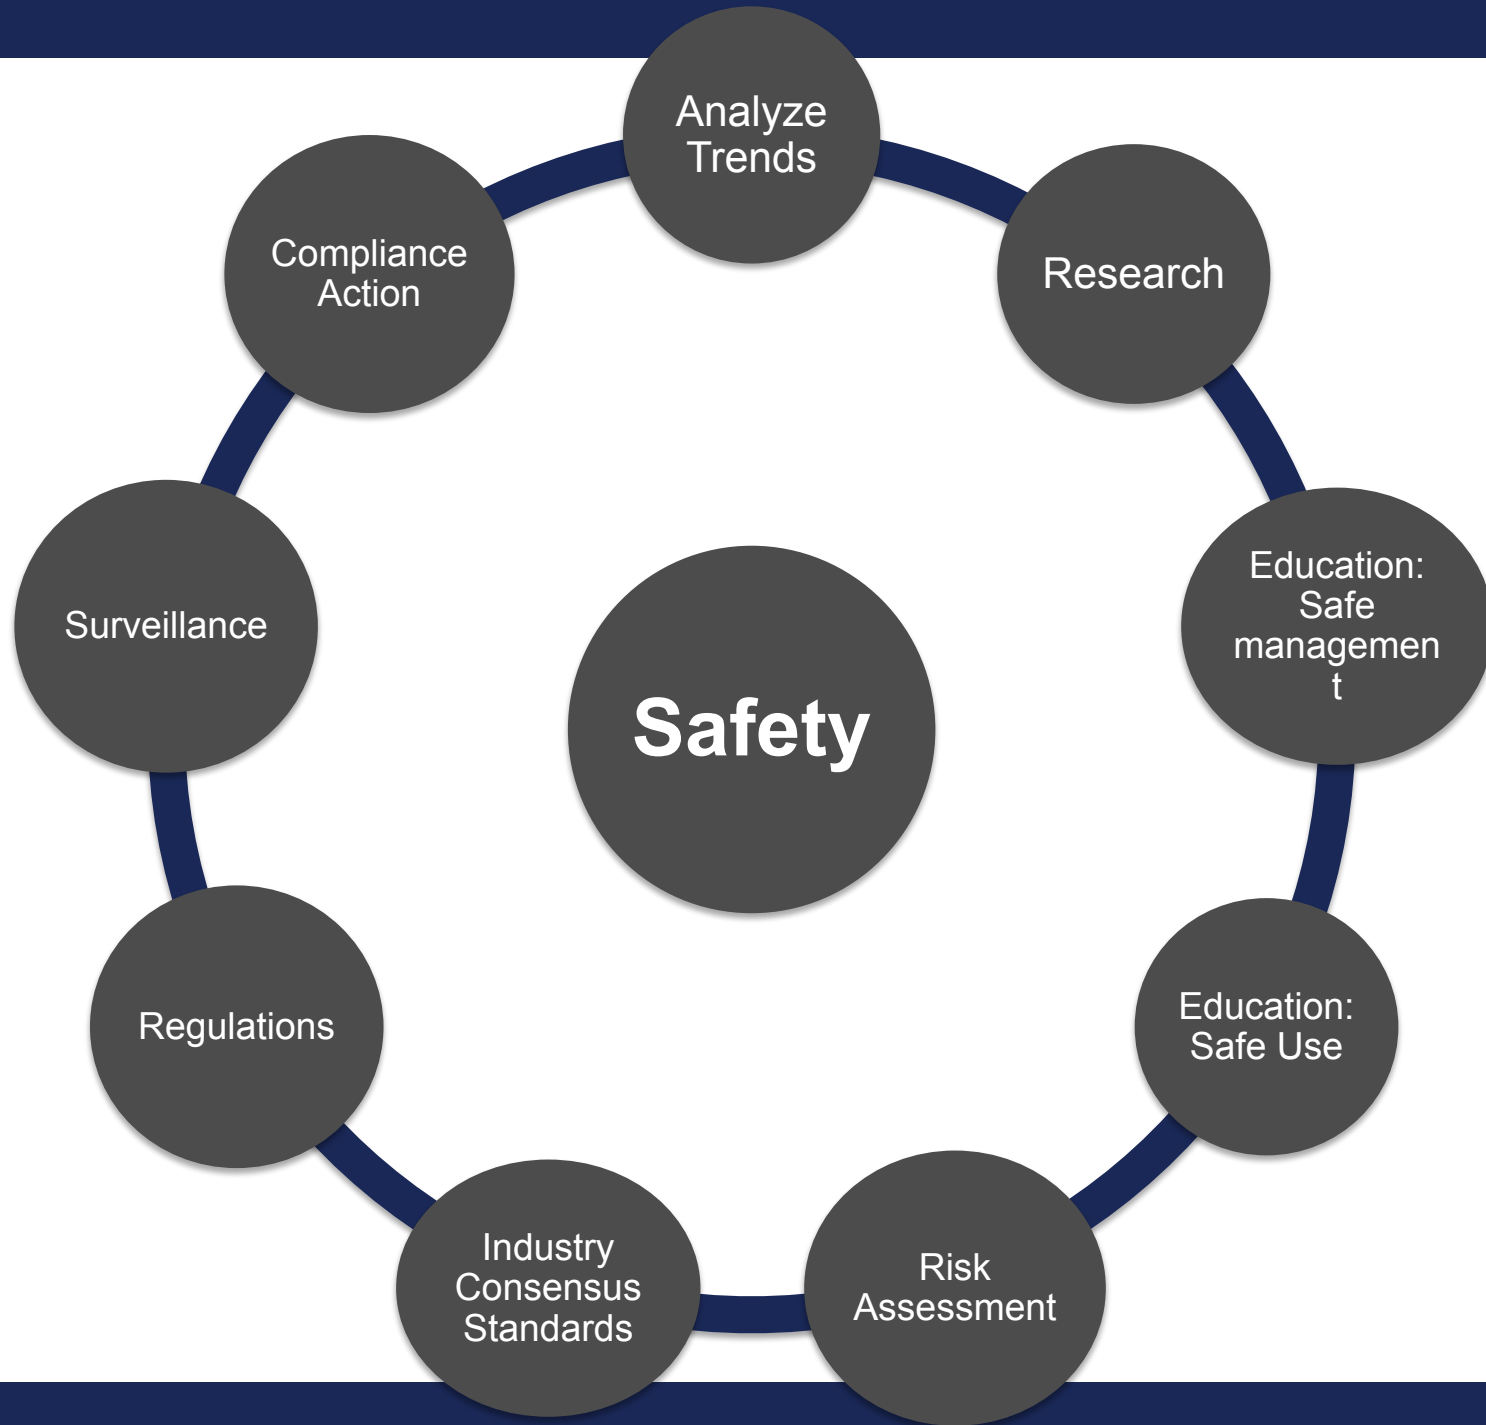 Analyze
Trends
Research
Education:
Safe
managemen
t
Education:
Safe Use
Risk
Assessment
Industry
Consensus
Standards
Regulations
Surveillance
Compliance
Action
Safety